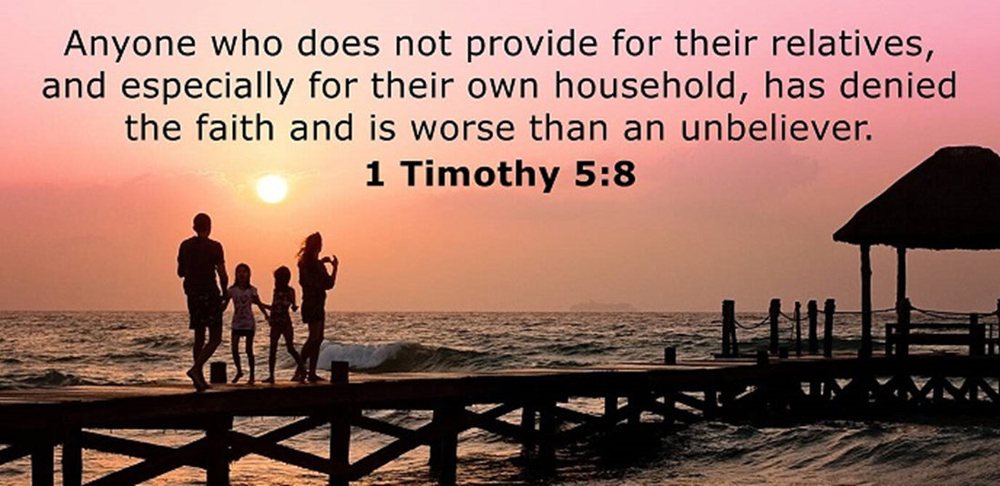 Anyone who does not provide for their relatives,
and especially for their own household, has denied
the faith and is worse than an unbeliever.
1 Timothy 5:8